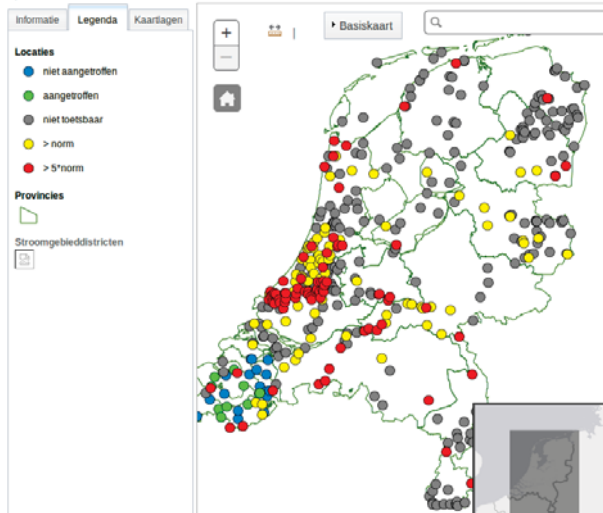 Informatie
Legenda
Kaartlagen
Locaties
niet aangetroffen
aangetroffen
niet toetsbaar
> norm
> 5*norm
Provincies
Stroomgebieddistricten
+
−
Basiskaart